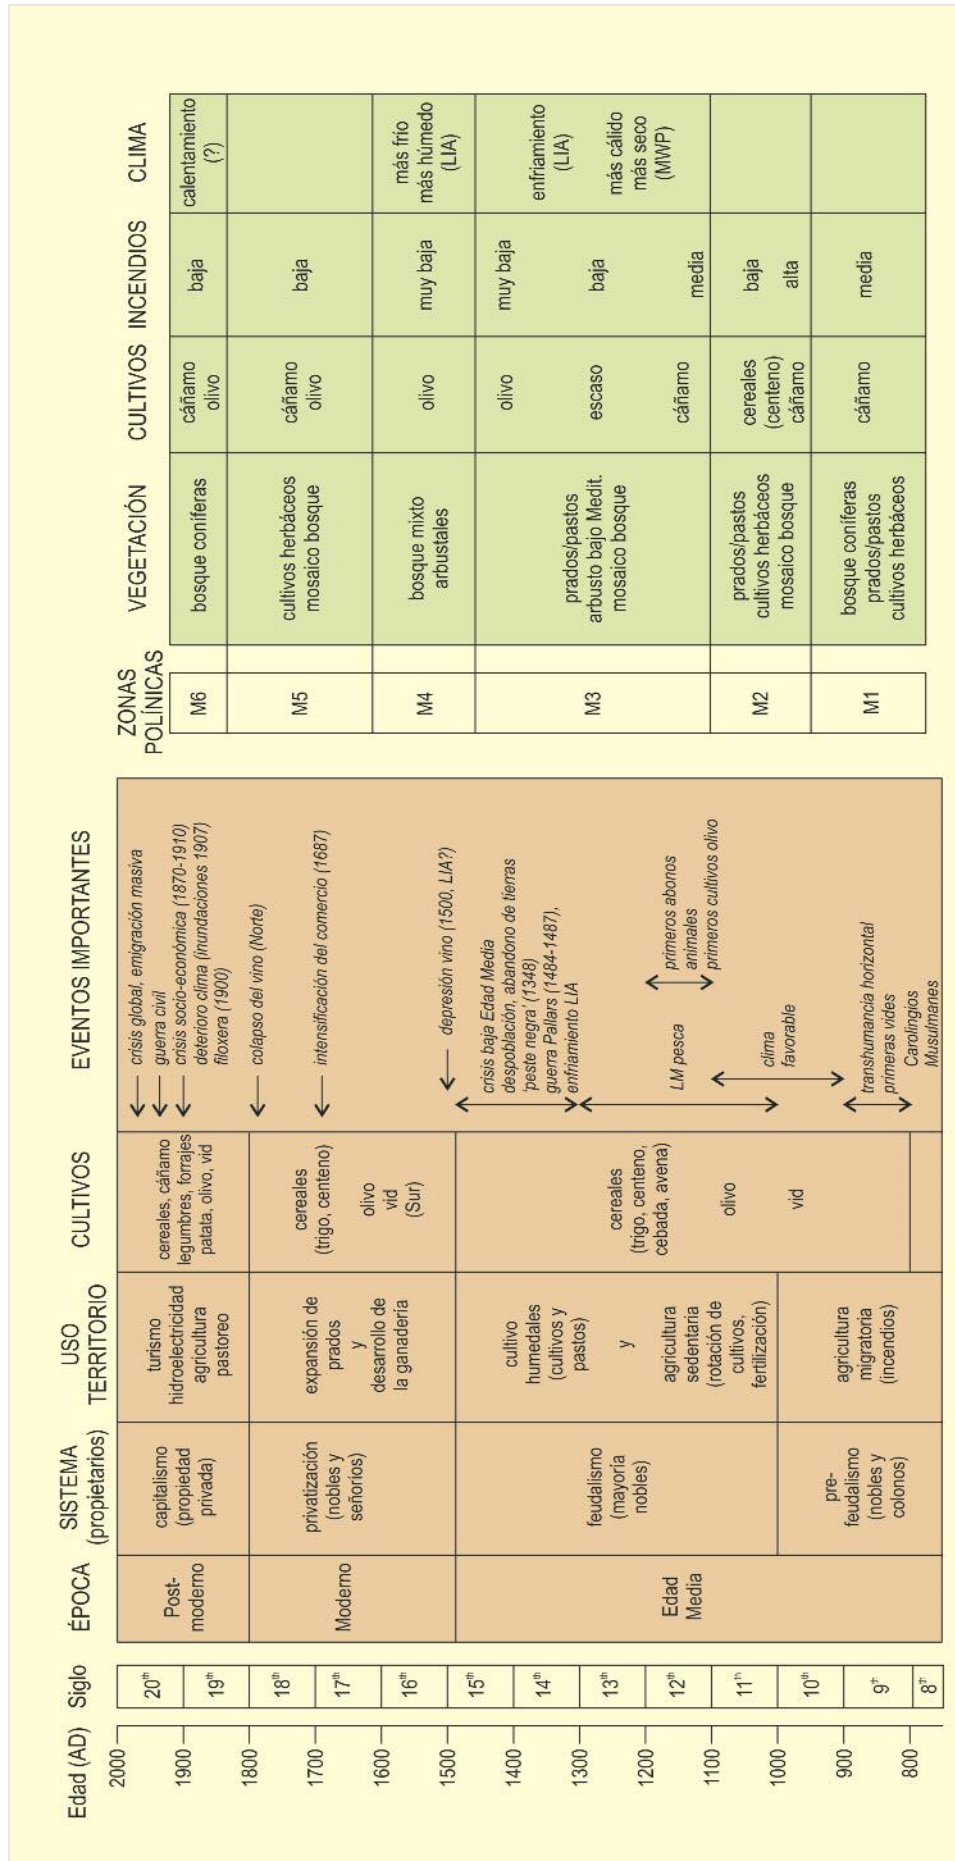 Edad (AD)
2000
1900
1800
1700
1600
1500
1400
1300
1200
1100
1000
900
800
Siglo
20th
19th
18th
17th
16th
15th
14th
13th
12th
11th
10th
9th
8th
ÉPOCA
Post-
moderno
Moderno
Edad
Media
SISTEMA
(propietarios)
capitalismo
(propiedad
privada)
privatización
(nobles y
señoríos)
feudalismo
(mayoría
nobles)
pre-
feudalismo
(nobles y
colonos)
USO
TERRITORIO
turismo
hidroelectricidad
agricultura
pastoreo
expansión de
prados
y
desarrollo de
la ganadería
cultivo
humedales
(cultivos y
pastos)
y
agricultura
sedentaria
(rotación de
cultivos,
fertilización)
agricultura
migratoria
(incendios)
CULTIVOS
cereales, cáñamo
legumbres, forrajes
patata, olivo, vid
cereales
(trigo, centeno)
olivo
vid
(Sur)
cereales
(trigo, centeno,
cebada, avena)
olivo
vid
EVENTOS IMPORTANTES
crisis global, emigración masiva
guerra civil
crisis socio-económica (1870-1910)
deterioro clima (inundaciones 1907)
filoxera (1900)
colapso del vino (Norte)
intensificación del comercio (1687)
depresión vino (1500, LIA?)
crisis baja Edad Media
despoblación, abandono de tierras
'peste negra' (1348)
guerra Pallars (1484-1487),
enfriamiento LIA
LM pesca
primeros abonos
animales
primeros cultivos olivo
clima
favorable
transhumancia horizontal
primeras vides
Carolingios
Musulmanes
ZONAS
POLÍNICAS
M6
M5
M4
M3
M2
M1
VEGETACIÓN
bosque coníferas
cultivos herbáceos
mosaico bosque
bosque mixto
arbustales
prados/pastos
arbusto bajo Medit.
mosaico bosque
prados/pastos
cultivos herbáceos
mosaico bosque
bosque coníferas
prados/pastos
cultivos herbáceos
CULTIVOS
cáñamo
olivo
cáñamo
olivo
olivo
olivo
escaso
cáñamo
cereales
(centeno)
cáñamo
cáñamo
INCENDIOS
baja
baja
muy baja
muy baja
baja
media
baja
alta
media
CLIMA
calentamiento
(?)
más frío
más húmedo
(LIA)
enfriamiento
(LIA)
más cálido
más seco
(MWP)